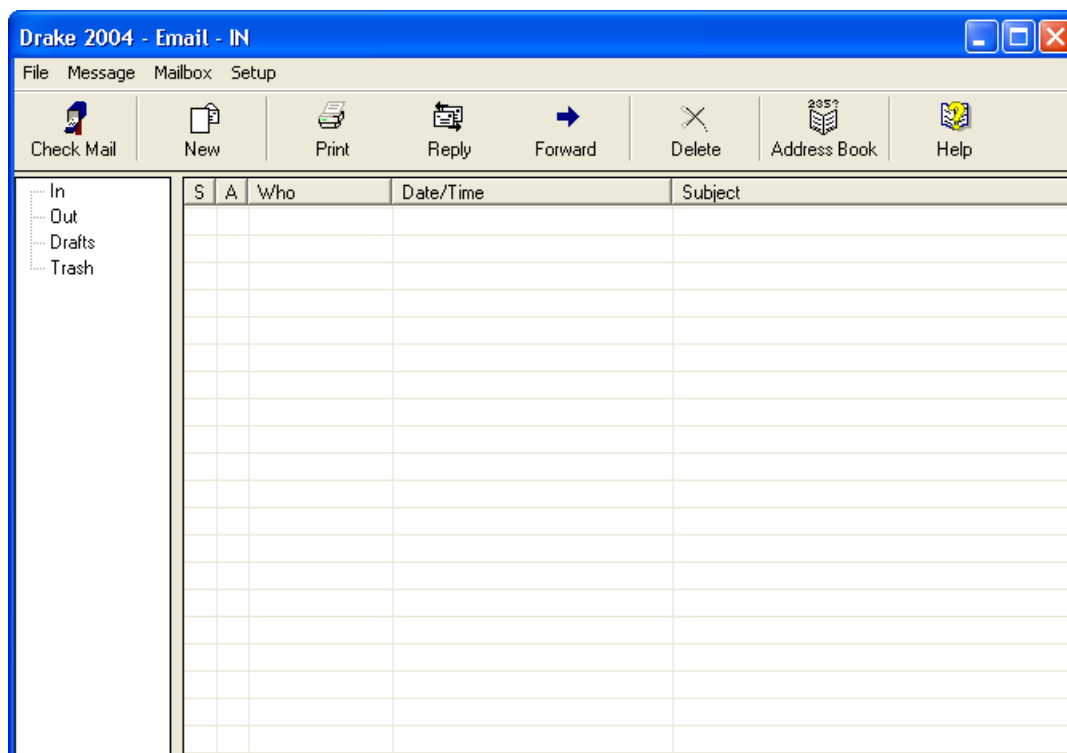 Drake 2004 - Email - IN
File Message Mailbox Setup
2357
Check Mail New Print Reply Forward Delete Address Book Help
In
Out
Drafts
Trash
S A Who Date/Time Subject